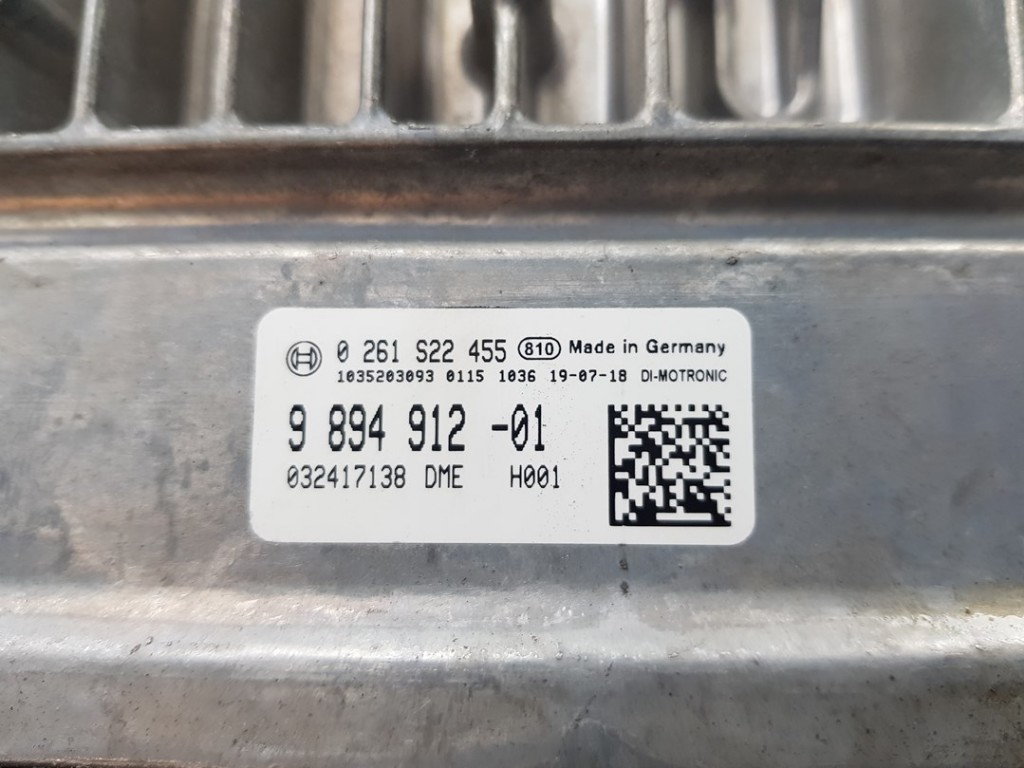 0 261 S22 455 810 Made in Germany
1035203093 0115 1036 19-07-18 DI-MOTRONIC
9 894 912 -01
032417138 DME H001